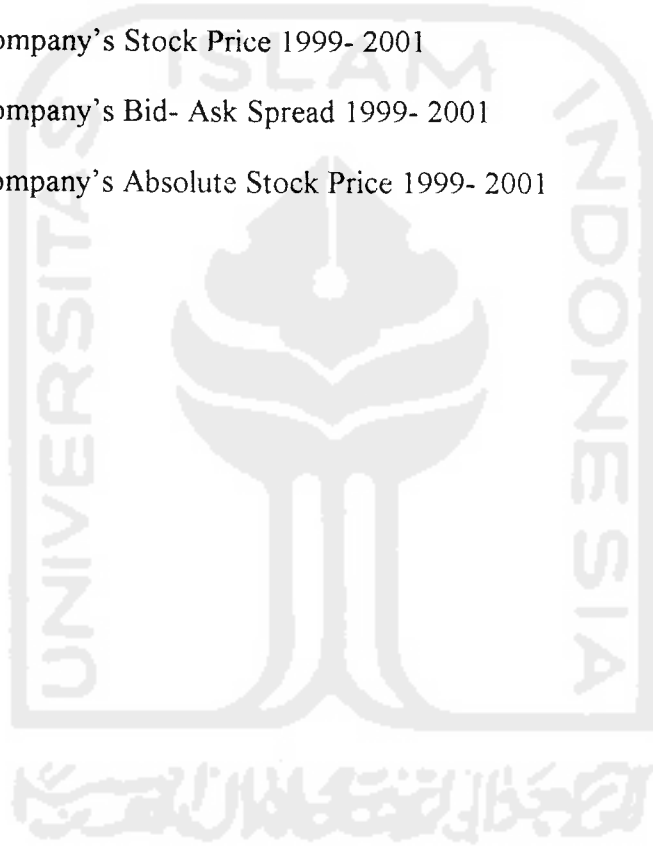 ompany's Stock Price 1999- 2001
ompany's Bid- Ask Spread 1999- 2001
ompany's Absolute Stock Price 1999- 2001
UNIVERSITAS
ISLAM
INDONESIA